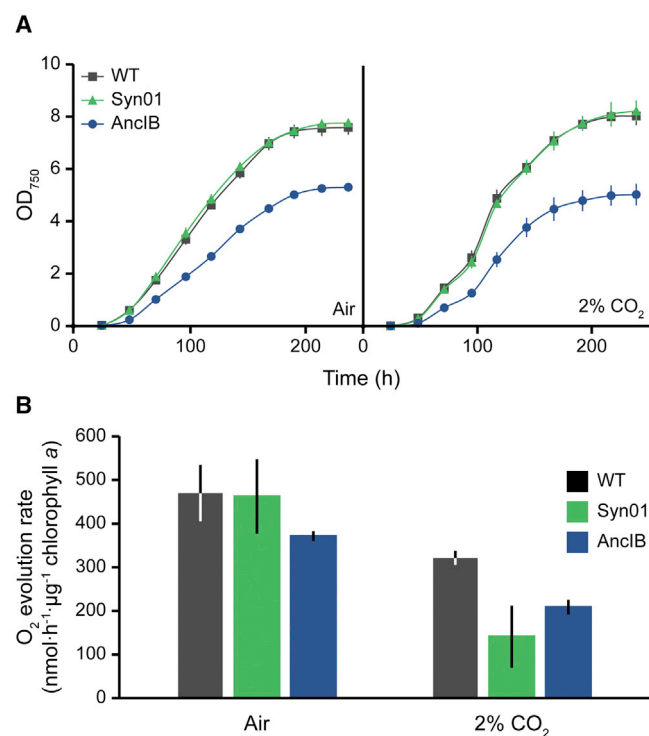 A
10
8
6
4
2
0
OD750
WT
Syn01
AncIB
Air
2% CO2
0 100 200 100 200
Time (h)
B
600
500
400
300
200
100
0
O2 evolution rate
(nmol·h-1·µg-1 chlorophyll a)
WT
Syn01
AncIB
Air 2% CO2